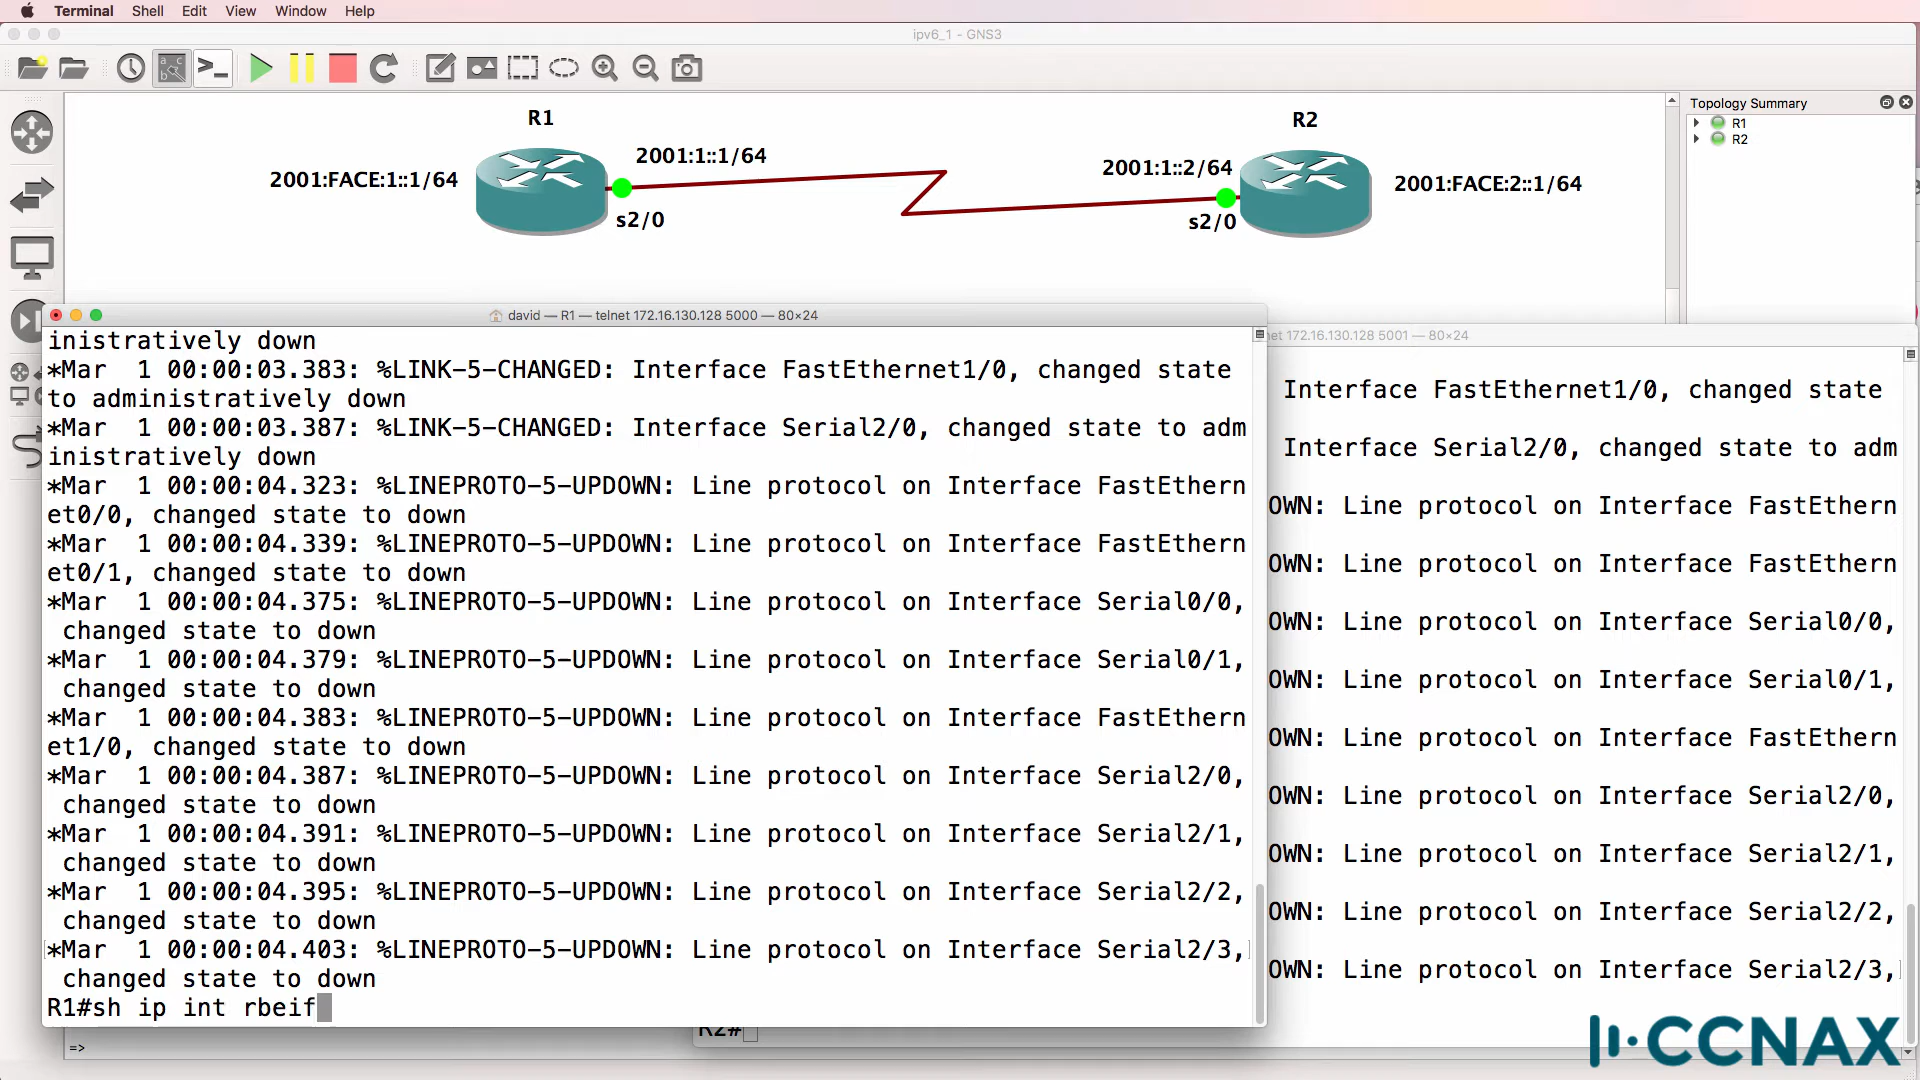 Terminal Shell Edit View Window Help
ipv6_1 - GNS3
R1
R2
2001:1::1/64
2001:1::2/64
2001:FACE:1::1/64
2001:FACE:2::1/64
s2/0
s2/0
Topology Summary
R1
R2
david — R1 — telnet 172.16.130.128 5000 — 80×24
inistratively down
*Mar  1 00:00:03.383: %LINK-5-CHANGED: Interface FastEthernet1/0, changed state
to administratively down
*Mar  1 00:00:03.387: %LINK-5-CHANGED: Interface Serial2/0, changed state to adm
inistratively down
*Mar  1 00:00:04.323: %LINEPROTO-5-UPDOWN: Line protocol on Interface FastEthern
et0/0, changed state to down
*Mar  1 00:00:04.339: %LINEPROTO-5-UPDOWN: Line protocol on Interface FastEthern
et0/1, changed state to down
*Mar  1 00:00:04.375: %LINEPROTO-5-UPDOWN: Line protocol on Interface Serial0/0,
 changed state to down
*Mar  1 00:00:04.379: %LINEPROTO-5-UPDOWN: Line protocol on Interface Serial0/1,
 changed state to down
*Mar  1 00:00:04.383: %LINEPROTO-5-UPDOWN: Line protocol on Interface FastEthern
et1/0, changed state to down
*Mar  1 00:00:04.387: %LINEPROTO-5-UPDOWN: Line protocol on Interface Serial2/0,
 changed state to down
*Mar  1 00:00:04.391: %LINEPROTO-5-UPDOWN: Line protocol on Interface Serial2/1,
 changed state to down
*Mar  1 00:00:04.395: %LINEPROTO-5-UPDOWN: Line protocol on Interface Serial2/2,
 changed state to down
*Mar  1 00:00:04.403: %LINEPROTO-5-UPDOWN: Line protocol on Interface Serial2/3,
 changed state to down
R1#sh ip int rbeif
net 172.16.130.128 5001 — 80×24
Interface FastEthernet1/0, changed state
Interface Serial2/0, changed state to adm
OWN: Line protocol on Interface FastEthern
OWN: Line protocol on Interface FastEthern
OWN: Line protocol on Interface Serial0/0,
OWN: Line protocol on Interface Serial0/1,
OWN: Line protocol on Interface FastEthern
OWN: Line protocol on Interface Serial2/0,
OWN: Line protocol on Interface Serial2/1,
OWN: Line protocol on Interface Serial2/2,
OWN: Line protocol on Interface Serial2/3,
R2#
=>
CCNAX